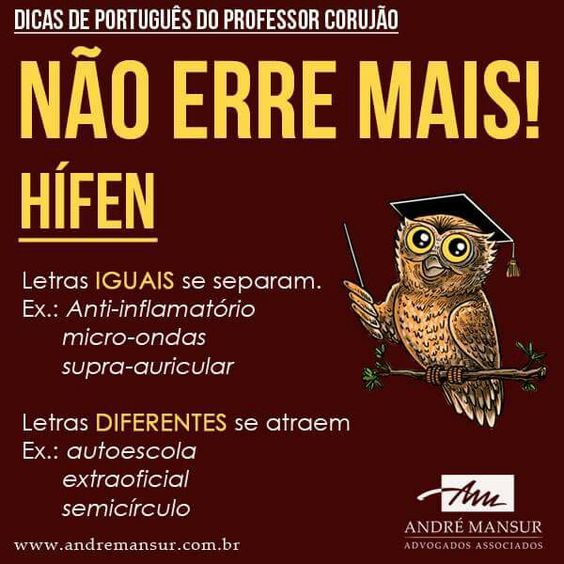 DICAS DE PORTUGUÊS DO PROFESSOR CORUJÃO
NÃO ERRE MAIS!
HÍFEN
Letras IGUAIS se separam.
Ex.: Anti-inflamatório
micro-ondas
supra-auricular
Letras DIFERENTES se atraem
Ex.: autoescola
extraoficial
semicírculo
Am
ANDRÉ MANSUR
ADVOGADOS ASSOCIADOS
www.andremansur.com.br